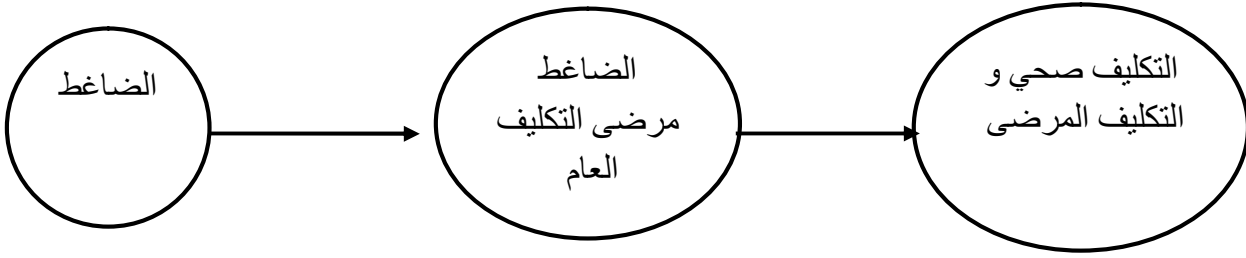 الضاغط
الضاغط
مرضى التكليف
العام
التكليف صحي و
التكليف المرضى